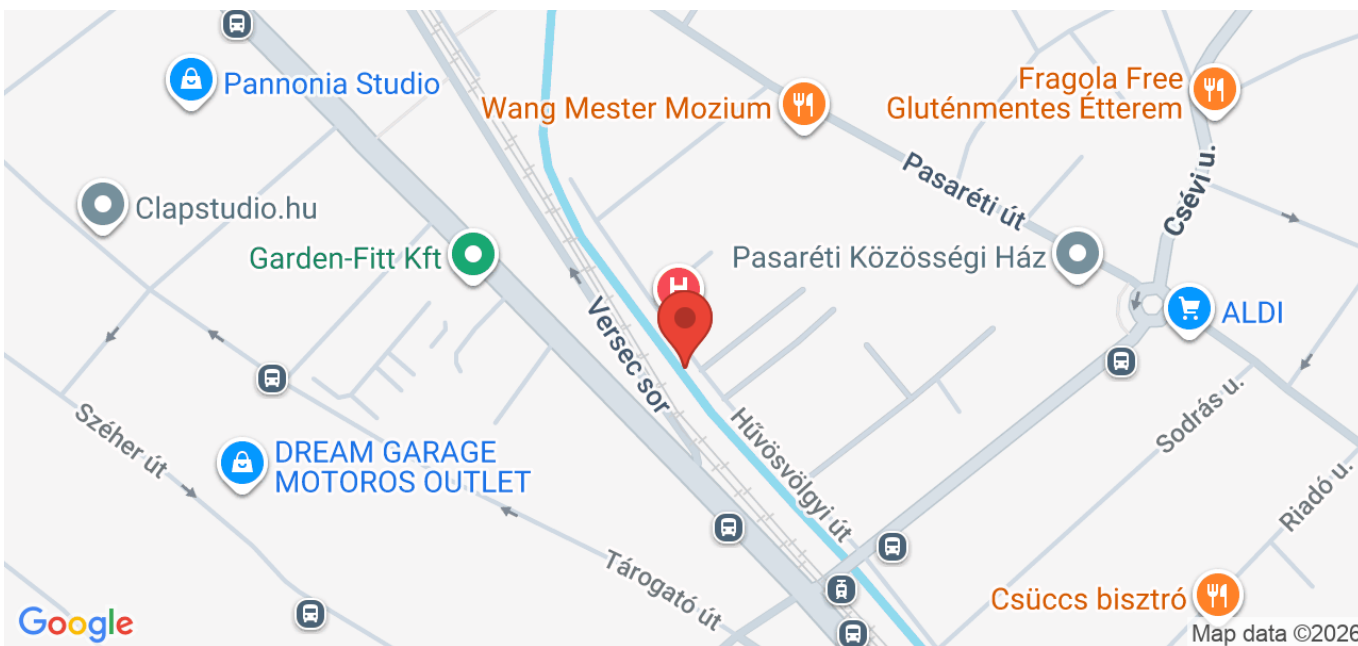 Pannonia Studio
Wang Mester Mozium
Fragola Free
Gluténmentes Étterem
Pasaréti út
Csévi u.
Clapstudio.hu
Garden-Fitt Kft
Pasaréti Közösségi Ház
H
Versec sor
ALDI
Hűvösvölgyi út
Sodrás u.
Széher út
DREAM GARAGE
MOTOROS OUTLET
Riadó u.
Tárogató út
Csüccs bisztró
Google
Map data ©2026